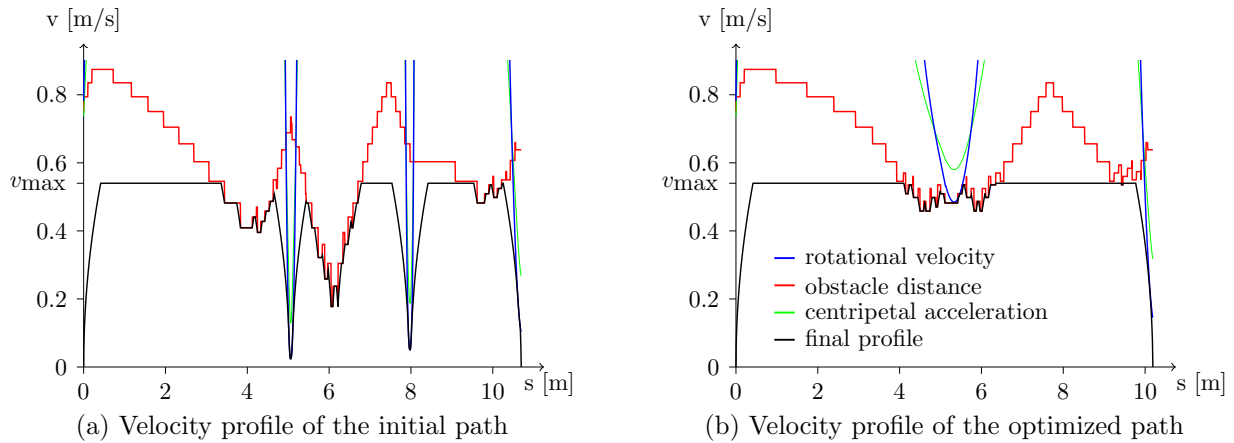 v [m/s]
0.8
0.6
vmax
0.4
0.2
0
0 2 4 6 8 10
s [m]
(a) Velocity profile of the initial path
v [m/s]
0.8
0.6
vmax
0.4
0.2
0
rotational velocity
obstacle distance
centripetal acceleration
final profile
0 2 4 6 8 10
s [m]
(b) Velocity profile of the optimized path